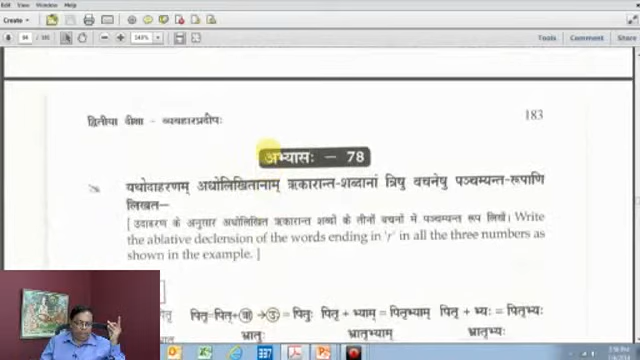 Edit View Window Help
Create
Tools Comment Share
द्वितीया दीक्षा - व्यवहारप्रदीपः 183
अभ्यासः – 78
यथोदाहरणम् अधोलिखितानाम् ऋकारान्त-शब्दानां त्रिषु वचनेषु पञ्चम्यन्त-रूपाणि
लिखत–
[ उदाहरण के अनुसार अधोलिखित ऋकारान्त शब्दों के तीनों वचनों में पञ्चम्यन्त रूप लिखें। Write
the ablative declension of the words ending in 'ṛ' in all the three numbers as
shown in the example. ]
= पितुः पितृ + भ्याम् = पितृभ्याम् पितृ + भ्यः = पितृभ्यः
भ्रातुः भ्रातृभ्याम् भ्रातृभ्यः